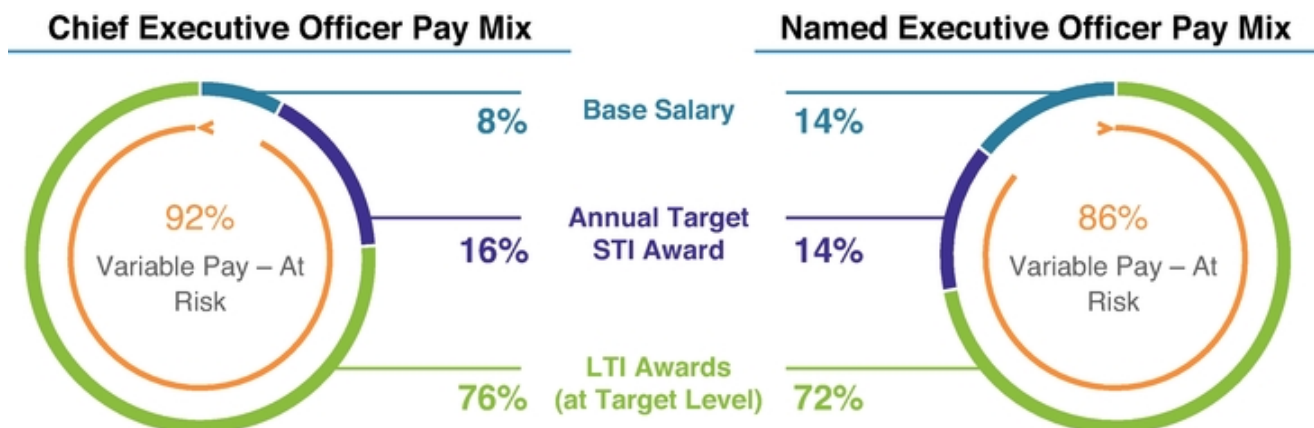 Chief Executive Officer Pay Mix
Named Executive Officer Pay Mix
8%
Base Salary
14%
92%
Variable Pay – At
Risk
16%
Annual Target
STI Award
14%
86%
Variable Pay – At
Risk
76%
LTI Awards
(at Target Level)
72%